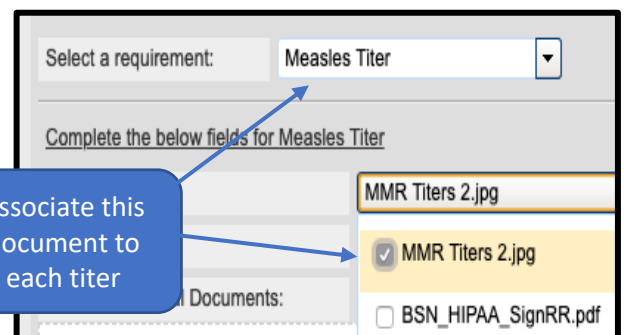 Select a requirement: Measles Titer
Complete the below fields for Measles Titer
MMR Titers 2.jpg
ssociate this
ocument to
each titer
MMR Titers 2.jpg
Documents:
BSN_HIPAA_SignRR.pdf